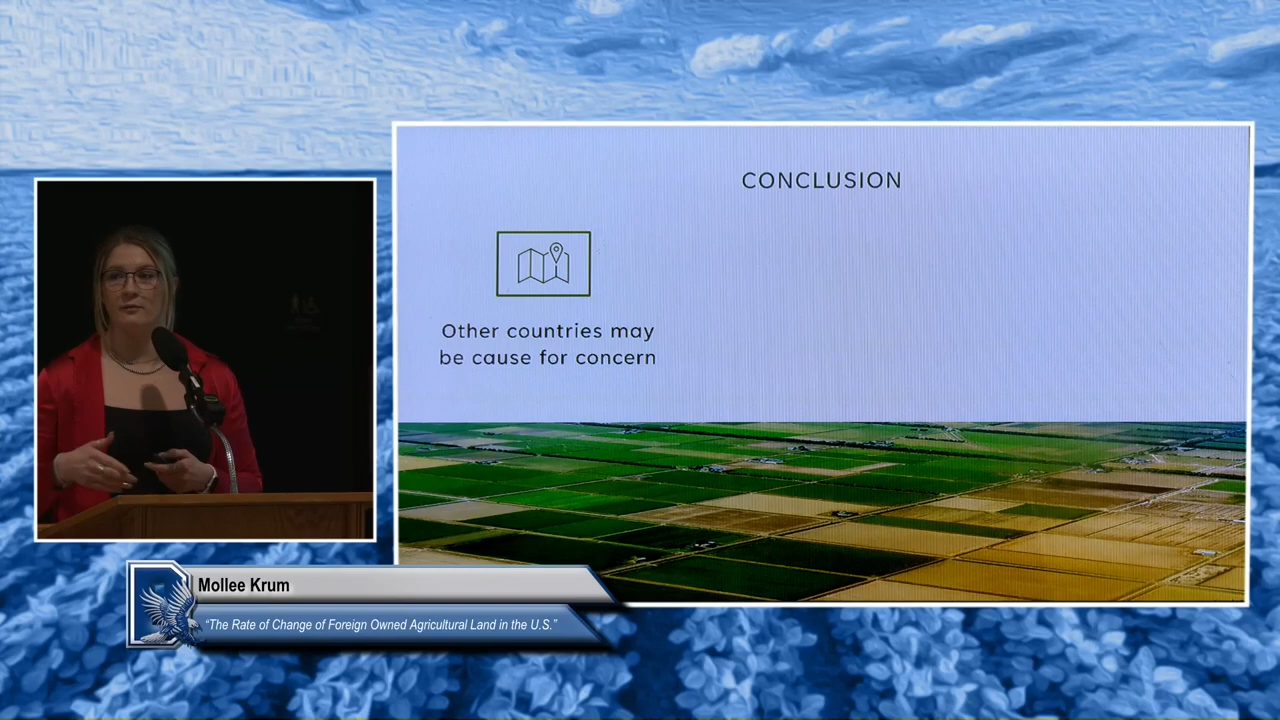 CONCLUSION
Other countries may
be cause for concern
Mollee Krum
“The Rate of Change of Foreign Owned Agricultural Land in the U.S.”